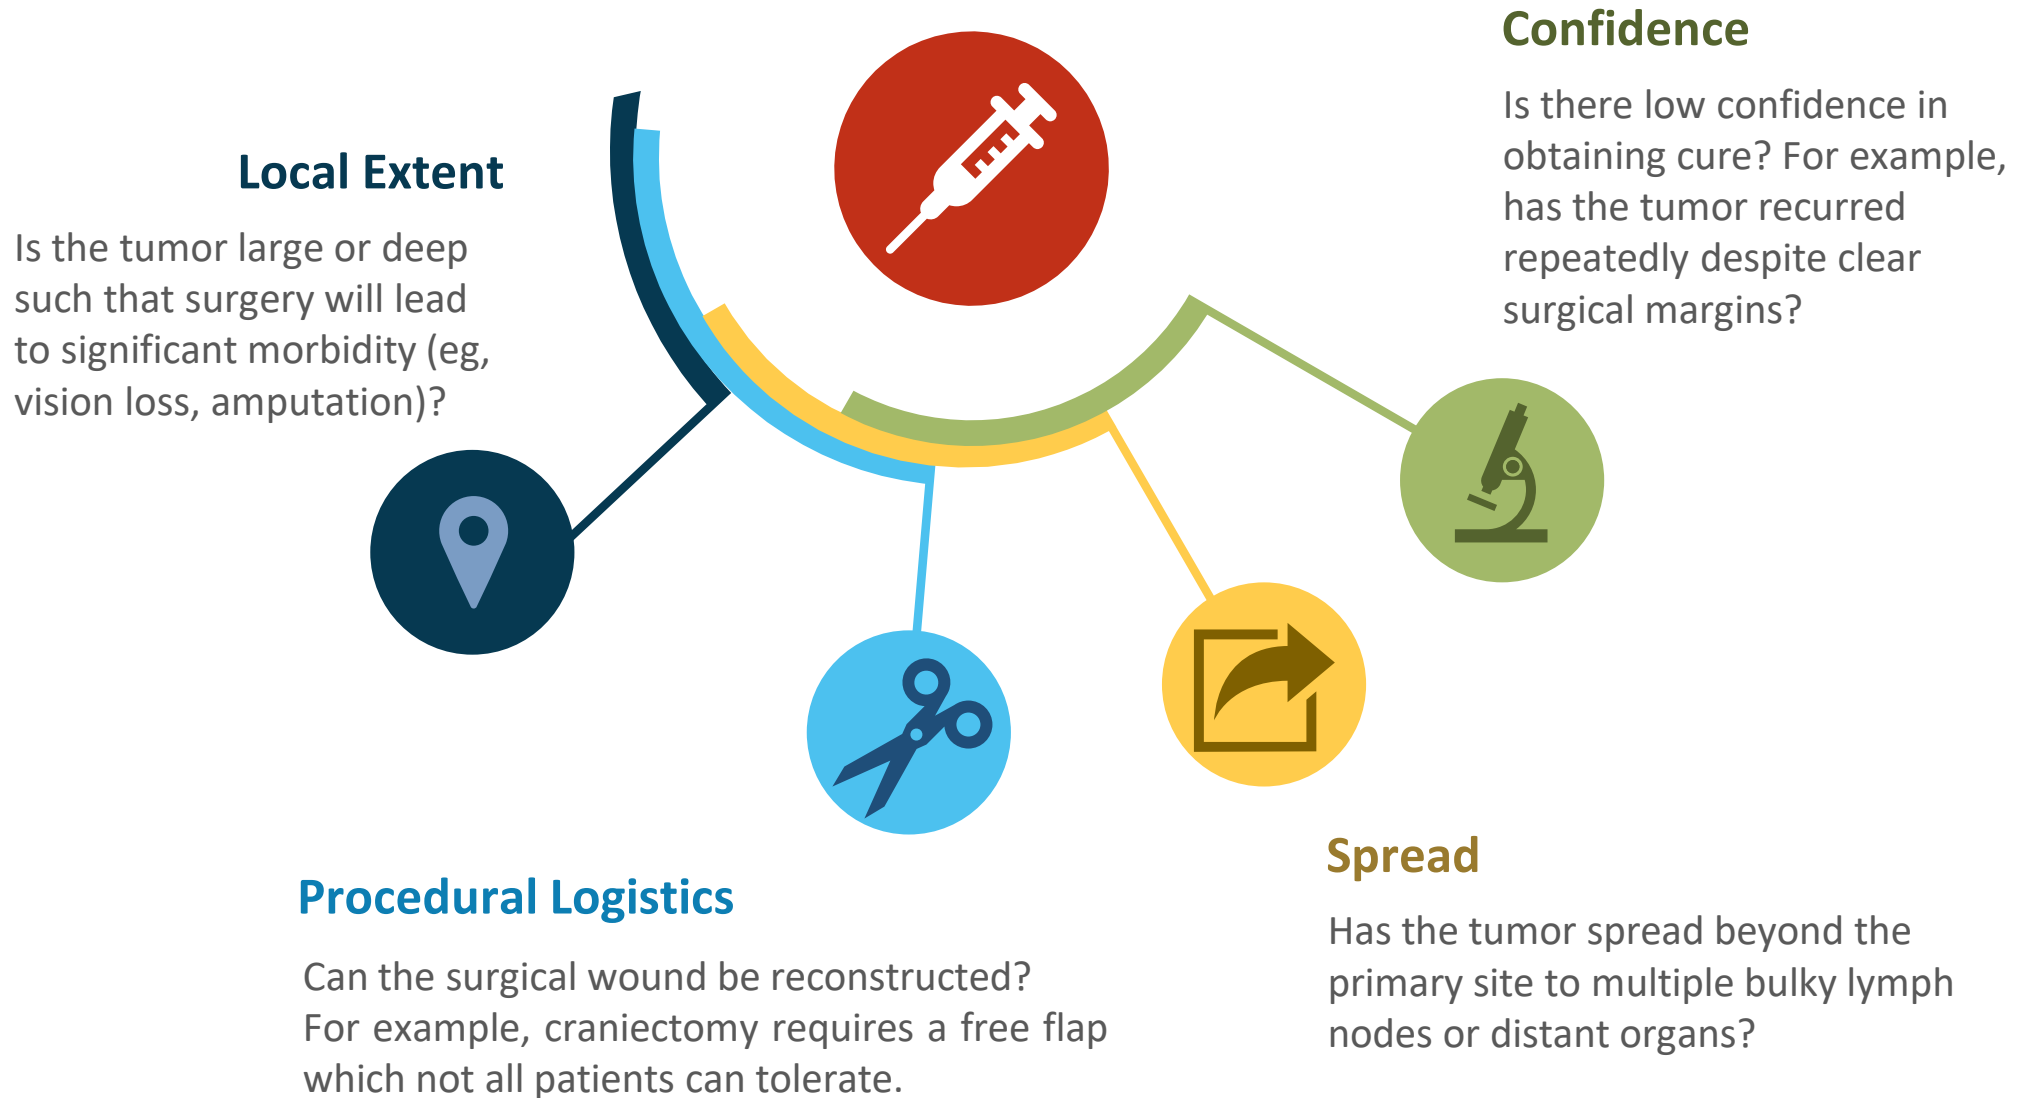 Local Extent
Is the tumor large or deep
such that surgery will lead
to significant morbidity (eg,
vision loss, amputation)?
Procedural Logistics
Can the surgical wound be reconstructed?
For example, craniectomy requires a free flap
which not all patients can tolerate.
Spread
Has the tumor spread beyond the
primary site to multiple bulky lymph
nodes or distant organs?
Confidence
Is there low confidence in
obtaining cure? For example,
has the tumor recurred
repeatedly despite clear
surgical margins?